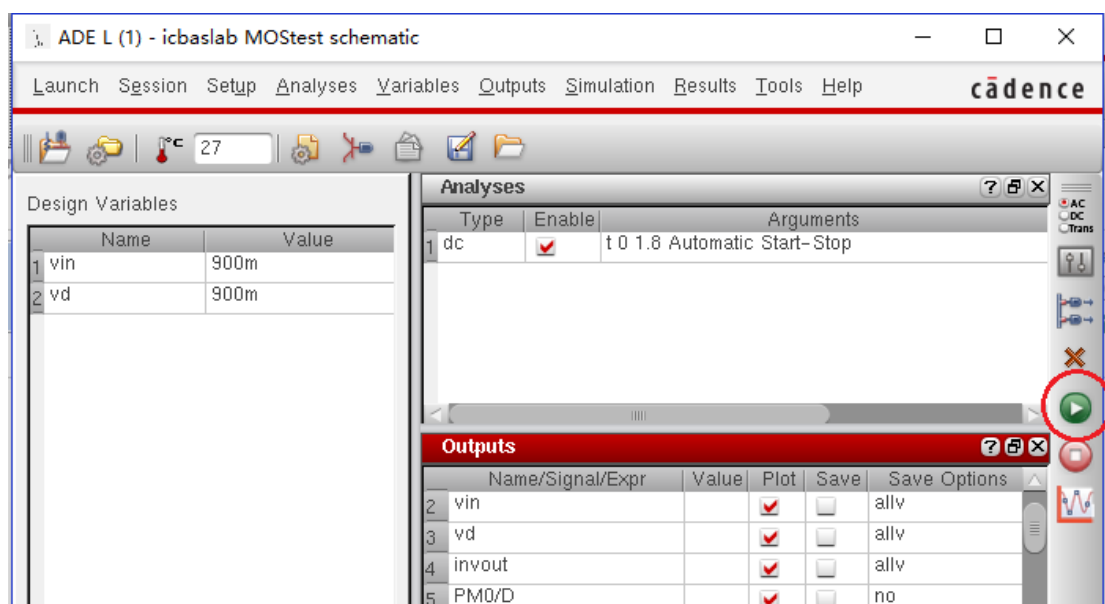 ADE L (1) - icbaslab MOStest schematic
Launch Session Setup Analyses Variables Outputs Simulation Results Tools Help cādence
°C 27
Design Variables
Name Value
1 vin 900m
2 vd 900m
Analyses
Type Enable Arguments
1 dc t 0 1.8 Automatic Start-Stop
AC
DC
Trans
Outputs
Name/Signal/Expr Value Plot Save Save Options
2 vin allv
3 vd allv
4 invout allv
5 PM0/D no